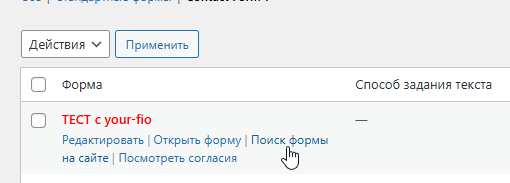 Действия
Применить
Форма
Способ задания текста
ТЕСТ с your-fio
—
Редактировать | Открыть форму | Поиск формы
на сайте | Посмотреть согласия